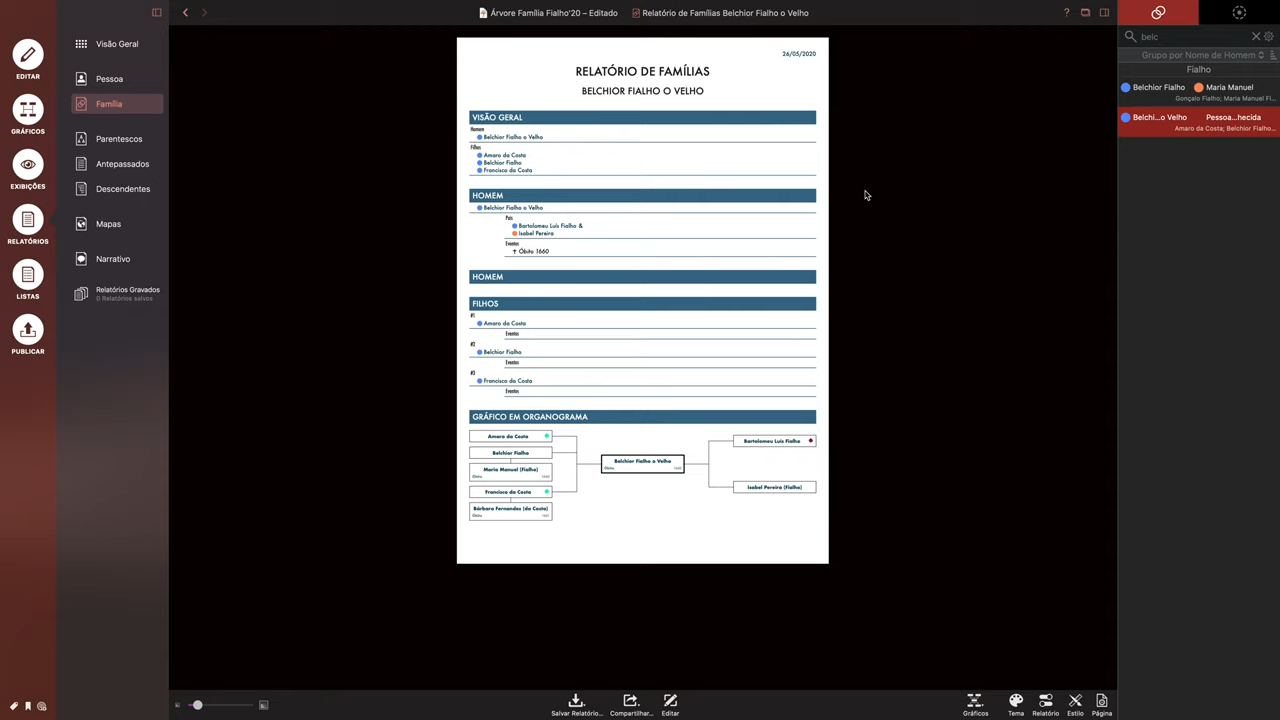 Árvore Família Fialho'20 – Editado
Relatório de Famílias Belchior Fialho o Velho
?
EDITAR
GRÁFICOS
EXIBIÇÕES
RELATÓRIOS
LISTAS
PUBLICAR
Visão Geral
Pessoa
Família
Parentescos
Antepassados
Descendentes
Mapas
Narrativo
Relatórios Gravados
0 Relatórios salvos
26/05/2020
RELATÓRIO DE FAMÍLIAS
BELCHIOR FIALHO O VELHO
VISÃO GERAL
Homem
Belchior Fialho o Velho
Filhos
Amaro da Costa
Belchior Fialho
Francisco da Costa
HOMEM
Belchior Fialho o Velho
Pais
Bartolomeu Luís Fialho &
Isabel Pereira
Eventos
Óbito 1660
HOMEM
FILHOS
#1
Amaro da Costa
Eventos
#2
Belchior Fialho
Eventos
#3
Francisco da Costa
Eventos
GRÁFICO EM ORGANOGRAMA
Amaro da Costa
Belchior Fialho
Maria Manuel (Fialho)
Óbito
Francisco da Costa
Bárbara Fernandes (da Costa)
Óbito
Belchior Fialho o Velho
Óbito 1660
Bartolomeu Luís Fialho
Isabel Pereira (Fialho)
belc
Grupo por Nome de Homem
Fialho
Belchior Fialho Maria Manuel
Gonçalo Fialho; Maria Manuel Fi...
Belchi...o Velho Pessoa...hecida
Amaro da Costa; Belchior Fialho...
Salvar Relatório...
Compartilhar...
Editar
Gráficos
Tema
Relatório
Estilo
Página